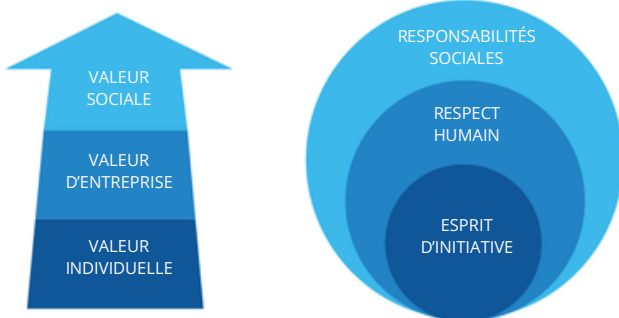 VALEUR
SOCIALE
VALEUR
D'ENTREPRISE
VALEUR
INDIVIDUELLE
RESPONSABILITÉS
SOCIALES
RESPECT
HUMAIN
ESPRIT
D'INITIATIVE